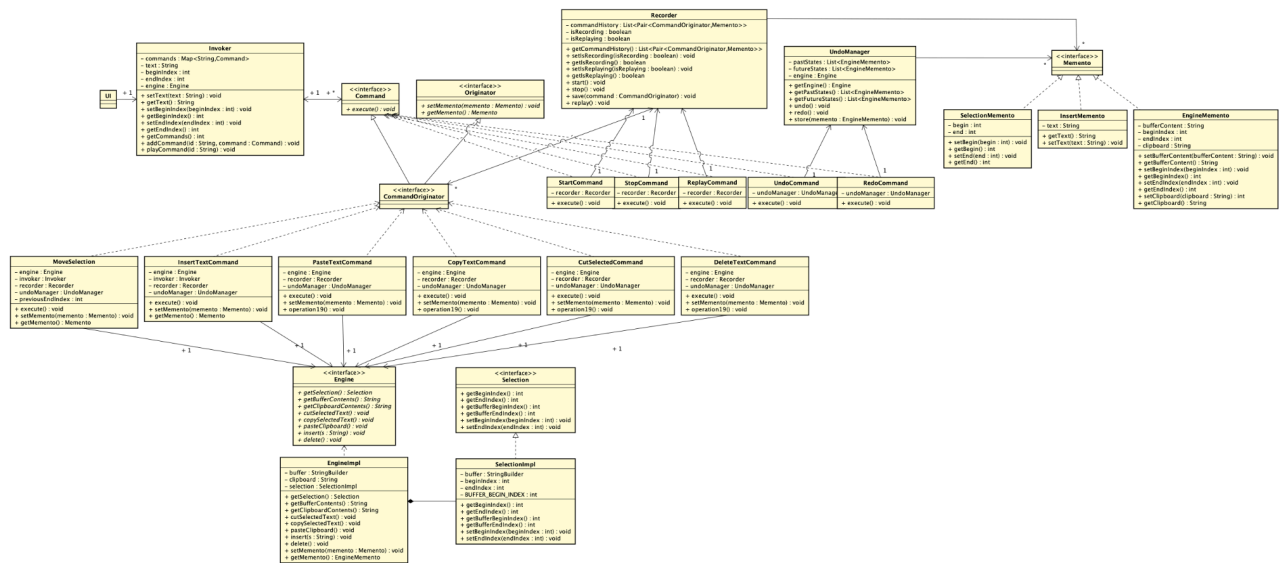 Recorder
− commandHistory : List<Pair<CommandOriginator,Memento>>
− isRecording : boolean
− isReplaying : boolean
+ getCommandHistory() : List<Pair<CommandOriginator,Memento>>
+ setIsRecording(isRecording : boolean) : void
+ getIsRecording() : boolean
+ setIsReplaying(isReplaying : boolean) : void
+ getIsReplaying() : boolean
+ start() : void
+ stop() : void
+ save(command : CommandOriginator) : void
+ replay() : void
Invoker
− commands : Map<String,Command>
− text : String
− beginIndex : int
− endIndex : int
− engine : Engine
+ setText(text : String) : void
+ getText() : String
+ setBeginIndex(beginIndex : int) : void
+ getBeginIndex() : int
+ setEndIndex(endIndex : int) : void
+ getEndIndex() : int
+ getCommands() : int
+ addCommand(id : String, command : Command) : void
+ playCommand(id : String) : void
UI
+ 1
+ 1
+ *
<<interface>>
Command
+ execute() : void
<<interface>>
Originator
+ setMemento(memento : Memento) : void
+ getMemento() : Memento
UndoManager
− pastStates : List<EngineMemento>
− futureStates : List<EngineMemento>
− engine : Engine
+ getEngine() : Engine
+ getPastStates() : List<EngineMemento>
+ getFutureStates() : List<EngineMemento>
+ undo() : void
+ redo() : void
+ store(memento : EngineMemento) : void
*
*
<<interface>>
Memento
SelectionMemento
− begin : int
− end : int
+ setBegin(begin : int) : void
+ getBegin() : int
+ setEnd(end : int) : void
+ getEnd() : int
InsertMemento
− text : String
+ getText() : String
+ setText(text : String) : void
EngineMemento
− bufferContent : String
− beginIndex : int
− endIndex : int
− clipboard : String
+ setBufferContent(bufferContent : String) : void
+ getBufferContent() : String
+ setBeginIndex(beginIndex : int) : void
+ getBeginIndex() : int
+ setEndIndex(endIndex : int) : void
+ getEndIndex() : int
+ setClipboard(clipboard : String) : int
+ getClipboard() : String
1
<<interface>>
CommandOriginator
*
1
1
1
1
1
StartCommand
− recorder : Recorder
+ execute() : void
StopCommand
− recorder : Recorder
+ execute() : void
ReplayCommand
− recorder : Recorder
+ execute() : void
UndoCommand
− undoManager : UndoManag
+ execute() : void
RedoCommand
− undoManager : UndoManager
+ execute() : void
MoveSelection
− engine : Engine
− invoker : Invoker
− recorder : Recorder
− undoManager : UndoManager
− previousEndIndex : int
+ execute() : void
+ setMemento(memento : Memento) : void
+ getMemento() : Memento
InsertTextCommand
− engine : Engine
− invoker : Invoker
− recorder : Recorder
− undoManager : UndoManager
+ execute() : void
+ setMemento(memento : Memento) : void
+ getMemento() : Memento
PasteTextCommand
− engine : Engine
− recorder : Recorder
− undoManager : UndoManager
+ execute() : void
+ setMemento(memento : Memento) : void
+ operation19() : void
CopyTextCommand
− engine : Engine
− recorder : Recorder
− undoManager : UndoManager
+ execute() : void
+ setMemento(memento : Memento) : void
+ operation19() : void
CutSelectedCommand
− engine : Engine
− recorder : Recorder
− undoManager : UndoManager
+ execute() : void
+ setMemento(memento : Memento) : void
+ operation19() : void
DeleteTextCommand
− engine : Engine
− recorder : Recorder
− undoManager : UndoManager
+ execute() : void
+ setMemento(memento : Memento) : void
+ operation19() : void
+ 1
+ 1
+ 1
+ 1
+ 1
+ 1
<<interface>>
Engine
+ getSelection() : Selection
+ getBufferContents() : String
+ getClipboardContents() : String
+ cutSelectedText() : void
+ copySelectedText() : void
+ pasteClipboard() : void
+ insert(s : String) : void
+ delete() : void
<<interface>>
Selection
+ getBeginIndex() : int
+ getEndIndex() : int
+ getBufferBeginIndex() : int
+ getBufferEndIndex() : int
+ setBeginIndex(beginIndex : int) : void
+ setEndIndex(endIndex : int) : void
EngineImpl
− buffer : StringBuilder
− clipboard : String
− selection : SelectionImpl
+ getSelection() : Selection
+ getBufferContents() : String
+ getClipboardContents() : String
+ cutSelectedText() : void
+ copySelectedText() : void
+ pasteClipboard() : void
+ insert(s : String) : void
+ delete() : void
+ setMemento(memento : Memento) : void
+ getMemento() : EngineMemento
SelectionImpl
− buffer : StringBuilder
− beginIndex : int
− endIndex : int
− BUFFER_BEGIN_INDEX : int
+ getBeginIndex() : int
+ getEndIndex() : int
+ getBufferBeginIndex() : int
+ getBufferEndIndex() : int
+ setBeginIndex(beginIndex : int) : void
+ setEndIndex(endIndex : int) : void